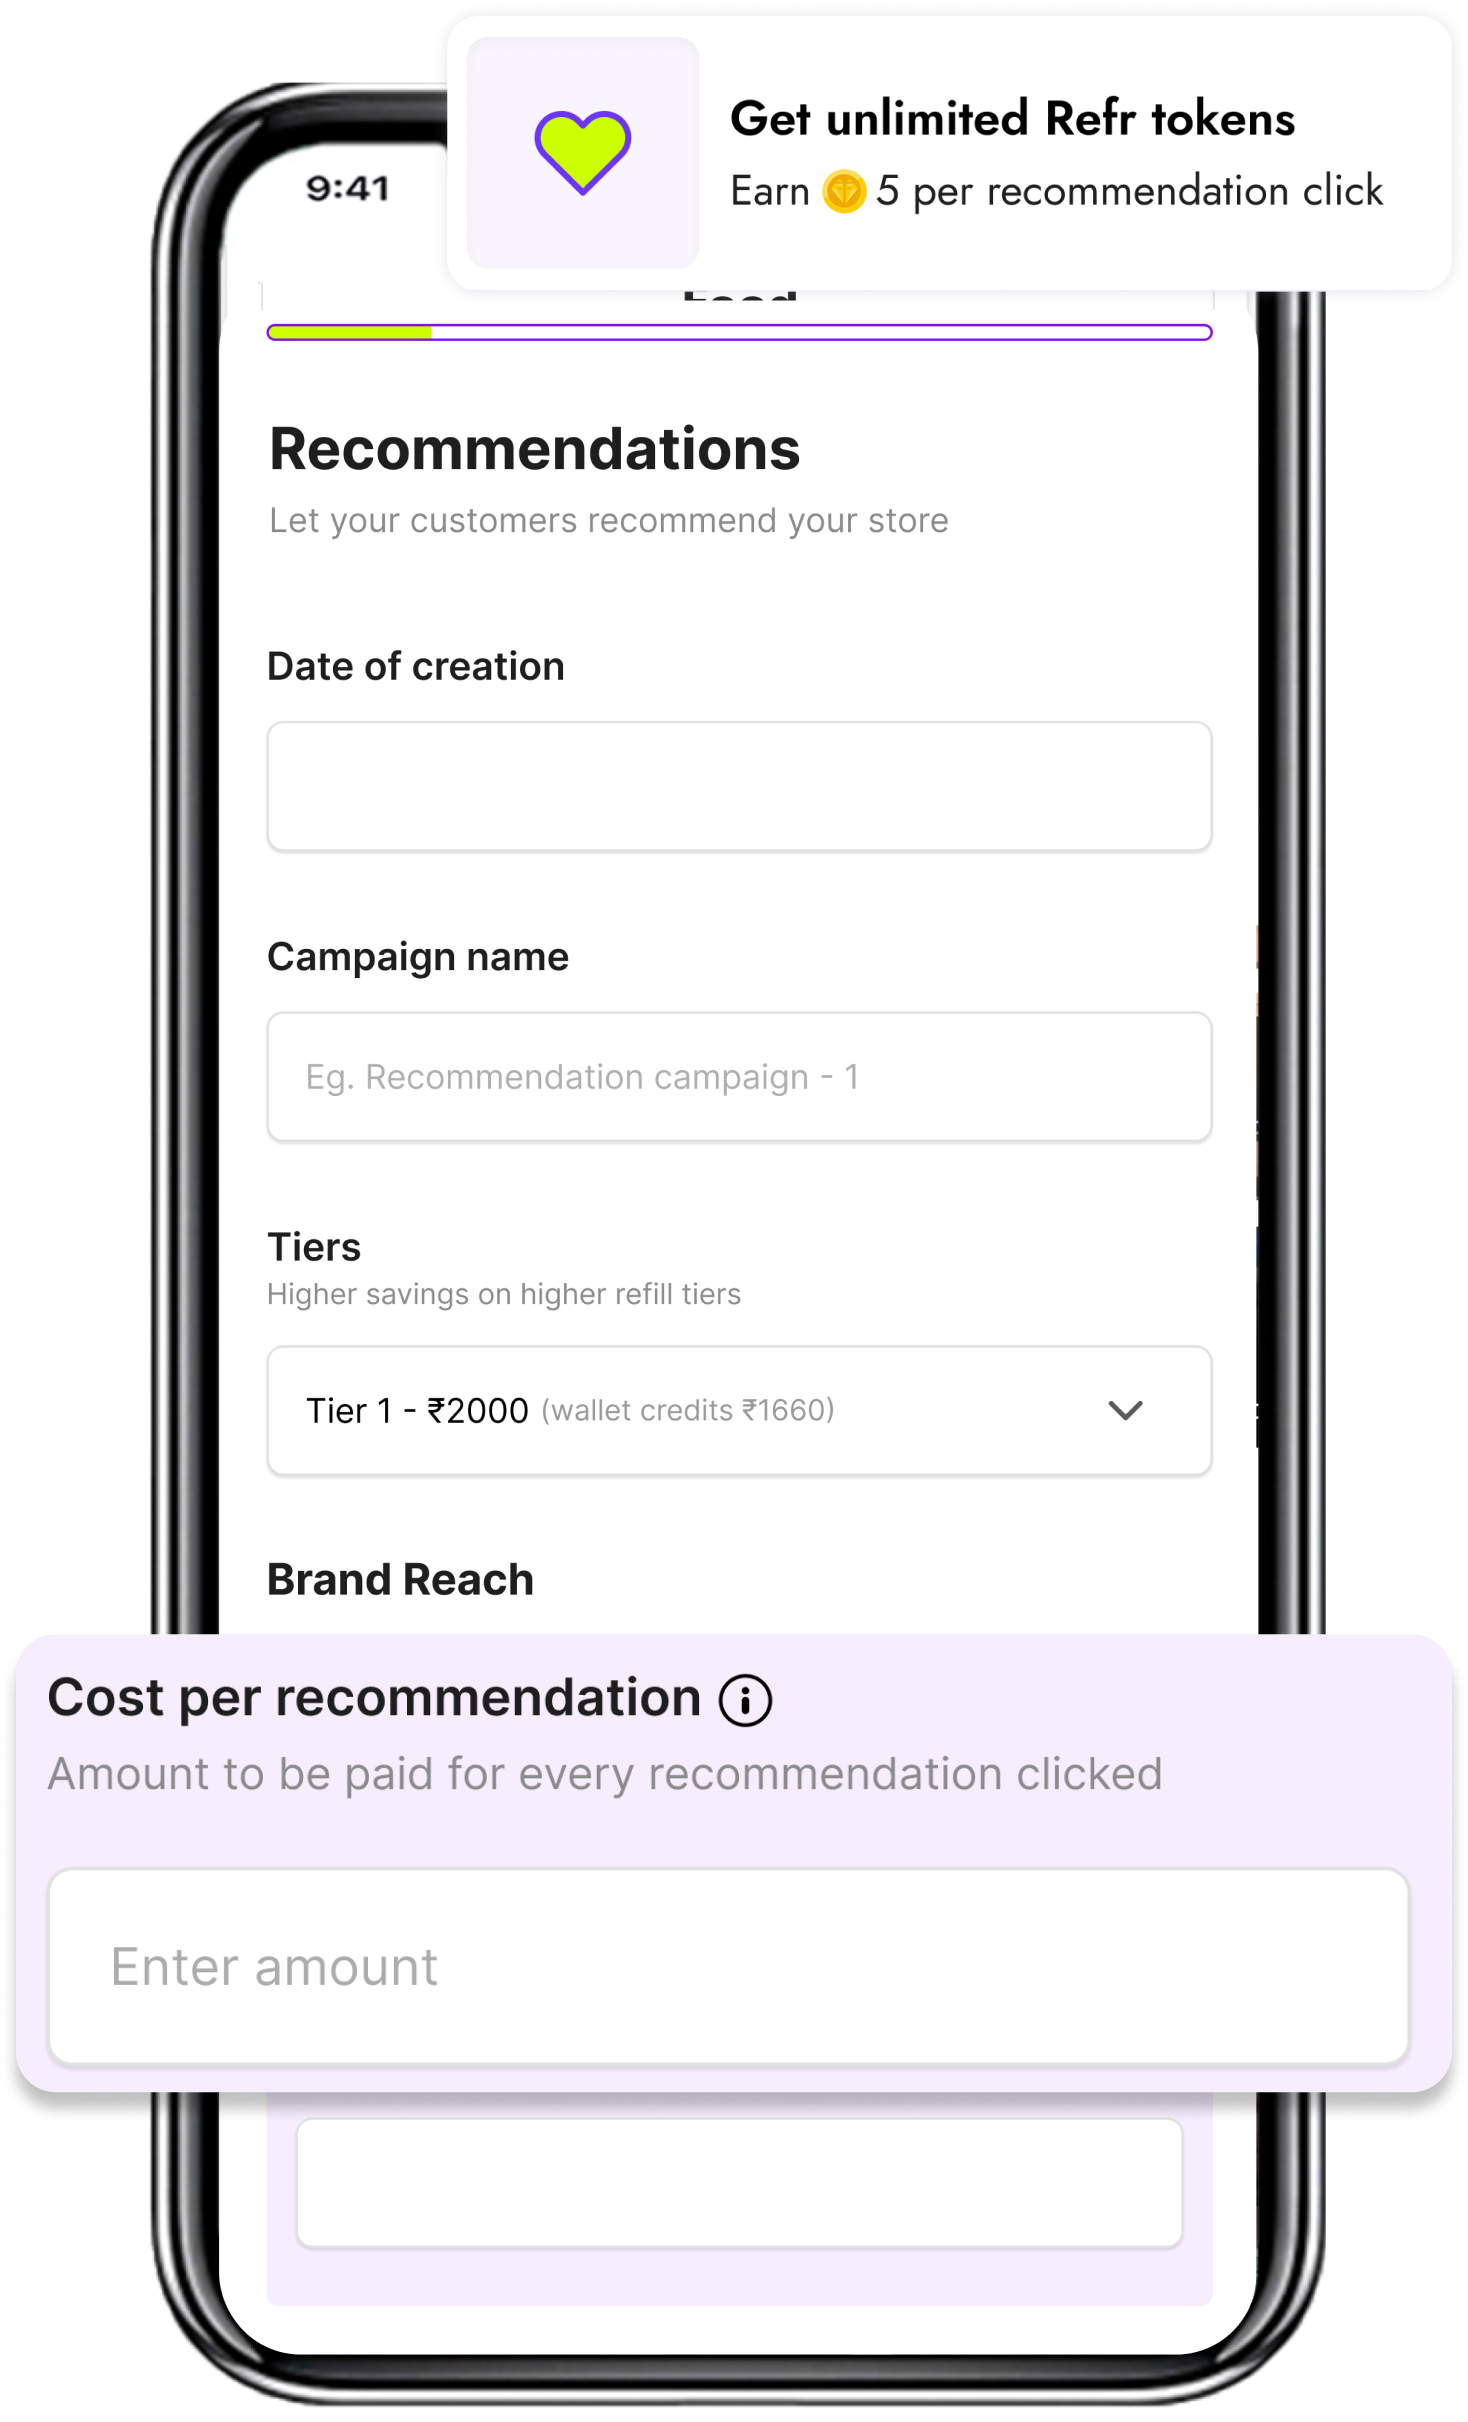 Get unlimited Refr tokens
Earn 5 per recommendation click
9:41
Recommendations
Let your customers recommend your store
Date of creation
Campaign name
Eg. Recommendation campaign - 1
Tiers
Higher savings on higher refill tiers
Tier 1 - ₹2000 (wallet credits ₹1660)
Brand Reach
Cost per recommendation
Amount to be paid for every recommendation clicked
Enter amount